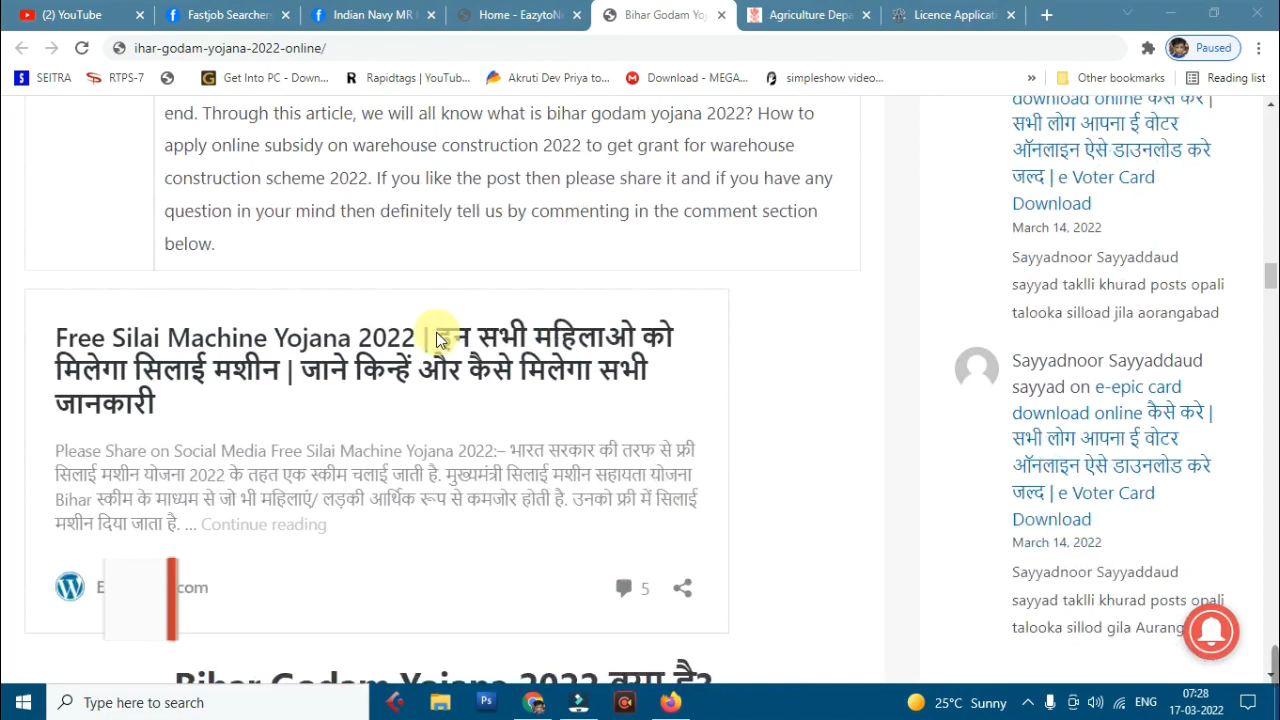 (2) YouTube
Fastjob Searchers
Indian Navy MR
Home - EazytoNe
Bihar Godam Yo
Agriculture Depa
Licence Applicat
ihar-godam-yojana-2022-online/
Paused
SEITRA
RTPS-7
Get Into PC - Down...
Rapidtags | YouTub...
Akruti Dev Priya to...
Download - MEGA...
simpleshow video...
»
Other bookmarks
Reading list
end. Through this article, we will all know what is bihar godam yojana 2022? How to
apply online subsidy on warehouse construction 2022 to get grant for warehouse
construction scheme 2022. If you like the post then please share it and if you have any
question in your mind then definitely tell us by commenting in the comment section
below.
Free Silai Machine Yojana 2022 | इन सभी महिलाओ को
मिलेगा सिलाई मशीन | जाने किन्हें और कैसे मिलेगा सभी
जानकारी
Please Share on Social Media Free Silai Machine Yojana 2022:– भारत सरकार की तरफ से फ्री
सिलाई मशीन योजना 2022 के तहत एक स्कीम चलाई जाती है. मुख्यमंत्री सिलाई मशीन सहायता योजना
Bihar स्कीम के माध्यम से जो भी महिलाएं/ लड़की आर्थिक रूप से कमजोर होती है. उनको फ्री में सिलाई
मशीन दिया जाता है. ... Continue reading
com
5
Bihar Godam Yojana 2022 क्या है?
download online कैसे करे |
सभी लोग आपना ई वोटर
ऑनलाइन ऐसे डाउनलोड करे
जल्द | e Voter Card
Download
March 14, 2022
Sayyadnoor Sayyaddaud
sayyad taklli khurad posts opali
talooka silload jila aorangabad
Sayyadnoor Sayyaddaud
sayyad on e-epic card
download online कैसे करे |
सभी लोग आपना ई वोटर
ऑनलाइन ऐसे डाउनलोड करे
जल्द | e Voter Card
Download
March 14, 2022
Sayyadnoor Sayyaddaud
sayyad taklli khurad posts opali
talooka sillod gila Aurang
Type here to search
Ps
25°C Sunny
ENG
07:28
17-03-2022